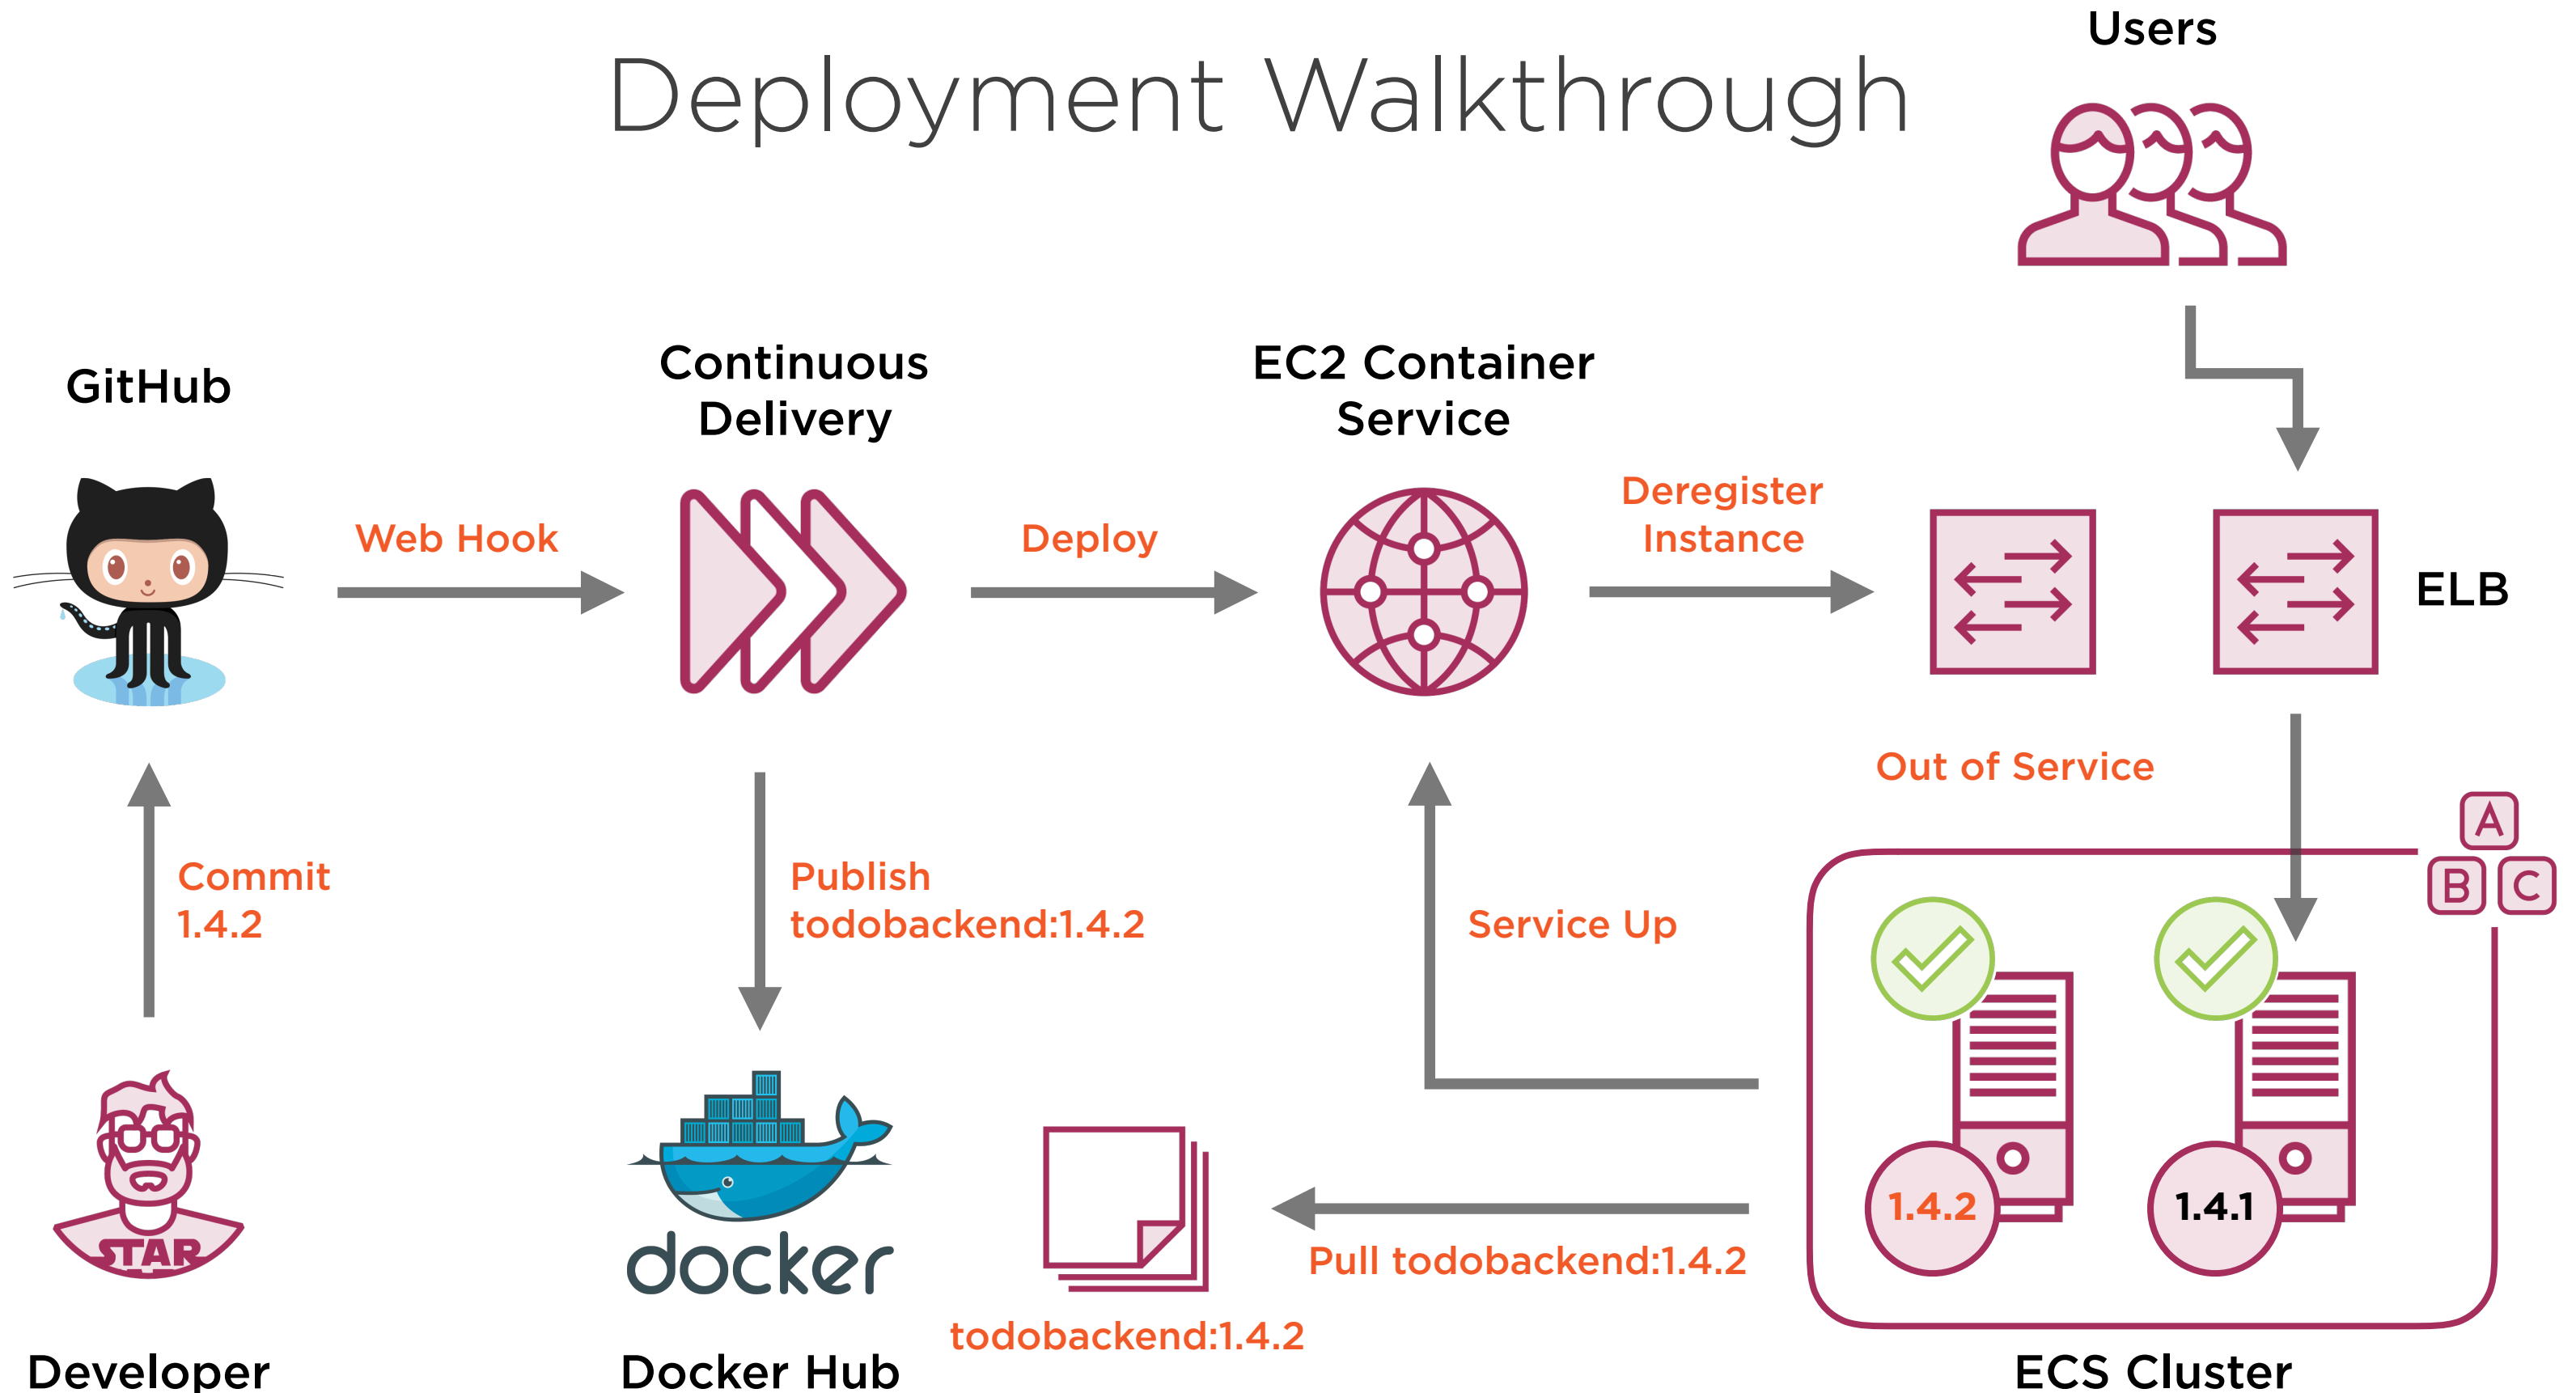 Users
Deployment Walkthrough
GitHub
Continuous
Delivery
EC2 Container
Service
Web Hook
Deploy
Deregister
Instance
ELB
Out of Service
Commit
1.4.2
Publish
todobackend:1.4.2
Service Up
A
B
C
1.4.2
1.4.1
STAR
docker
Pull todobackend:1.4.2
todobackend:1.4.2
Developer
Docker Hub
ECS Cluster